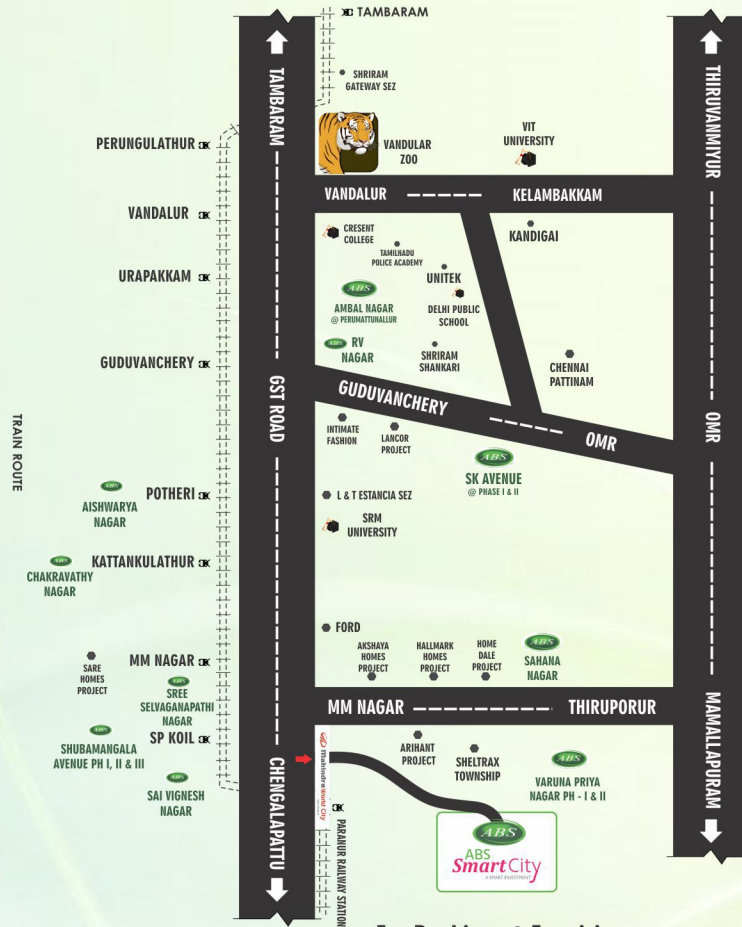 TAMBARAM
SHRIRAM
GATEWAY SEZ
TAMBARAM
THIRUVANMIYUR
PERUNGULATHUR
VANDULAR
ZOO
VIT
UNIVERSITY
VANDALUR
KELAMBAKKAM
VANDALUR
CRESENT
COLLEGE
KANDIGAI
TAMILNADU
POLICE ACADEMY
UNITEK
URAPAKKAM
ABS
AMBAL NAGAR
@ PERUMATTUNALLUR
DELHI PUBLIC
SCHOOL
ABS
RV
NAGAR
SHRIRAM
SHANKARI
CHENNAI
PATTINAM
GUDUVANCHERY
GST ROAD
GUDUVANCHERY
OMR
OMR
TRAIN ROUTE
INTIMATE
FASHION
LANCOR
PROJECT
ABS
SK AVENUE
@ PHASE I & II
ABS
AISHWARYA
NAGAR
POTHERI
L & T ESTANCIA SEZ
SRM
UNIVERSITY
ABS
CHAKRAVATHY
NAGAR
KATTANKULATHUR
FORD
AKSHAYA
HOMES
PROJECT
HALLMARK
HOMES
PROJECT
HOME
DALE
PROJECT
ABS
SAHANA
NAGAR
SARE
HOMES
PROJECT
MM NAGAR
ABS
SREE
SELVAGANAPATHI
NAGAR
MM NAGAR
THIRUPORUR
MAMALLAPURAM
ABS
SHUBAMANGALA
AVENUE PH I, II & III
SP KOIL
ABS
SAI VIGNESH
NAGAR
CHENGALAPATTU
Mahindra World City
ARIHANT
PROJECT
SHELTRAX
TOWNSHIP
ABS
VARUNA PRIYA
NAGAR PH - I & II
PARANUR RAILWAY STATION
ABS
ABS
Smart City
A SMART INVESTMENT